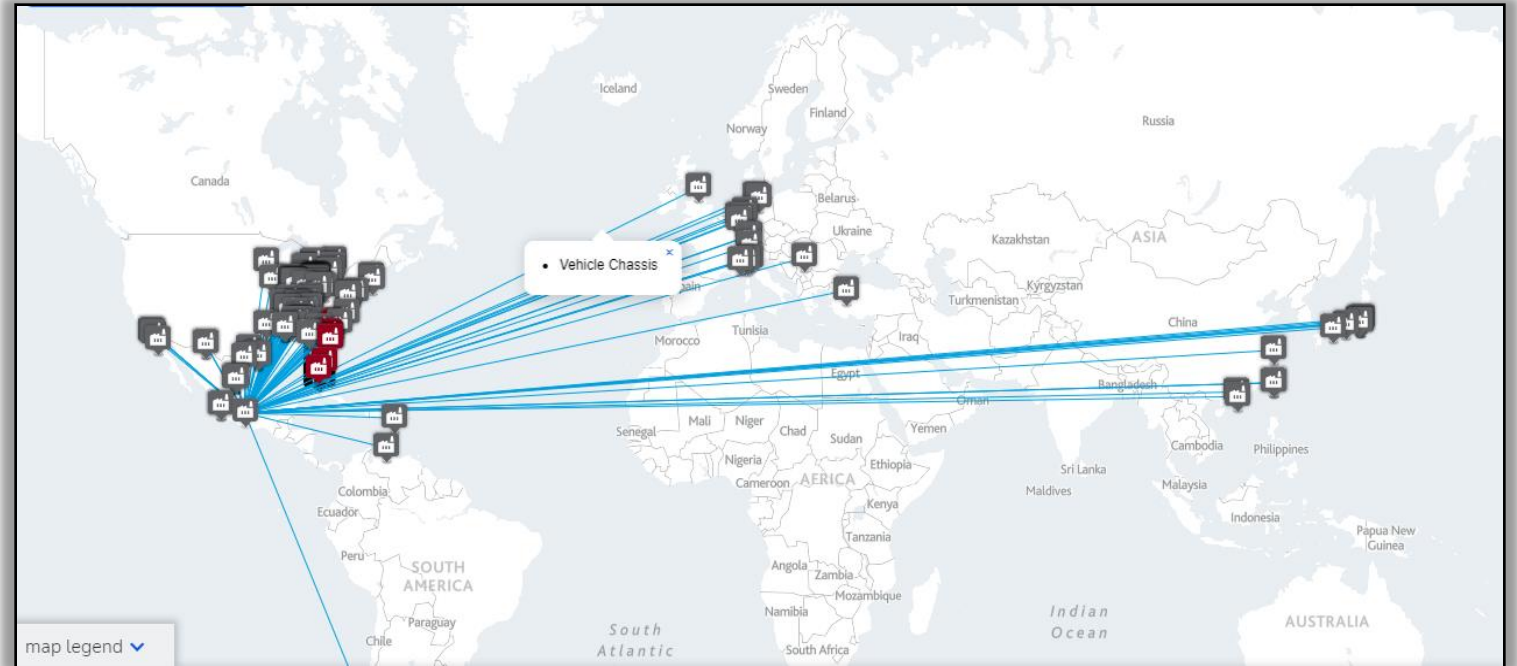 Iceland
Sweden
Finland
Norway
Russia
Canada
Belarus
Ukraine
Kazakhstan
ASIA
• Vehicle Chassis
Kyrgyzstan
Turkmenistan
China
Tunisia
Morocco
Iraq
Egypt
Bangladesh
Oman
Mali
Niger
Chad
Sudan
Yemen
Senegal
Nigeria
Ethiopia
Cambodia
Philippines
Cameroon
AFRICA
Sri Lanka
Maldives
Malaysia
Colombia
Ecuador
Kenya
Indonesia
Tanzania
Papua New
Guinea
Peru
SOUTH
AMERICA
Angola
Zambia
Mozambique
Namibia
Indian
Ocean
Paraguay
AUSTRALIA
South
Atlantic
Chile
South Africa
map legend